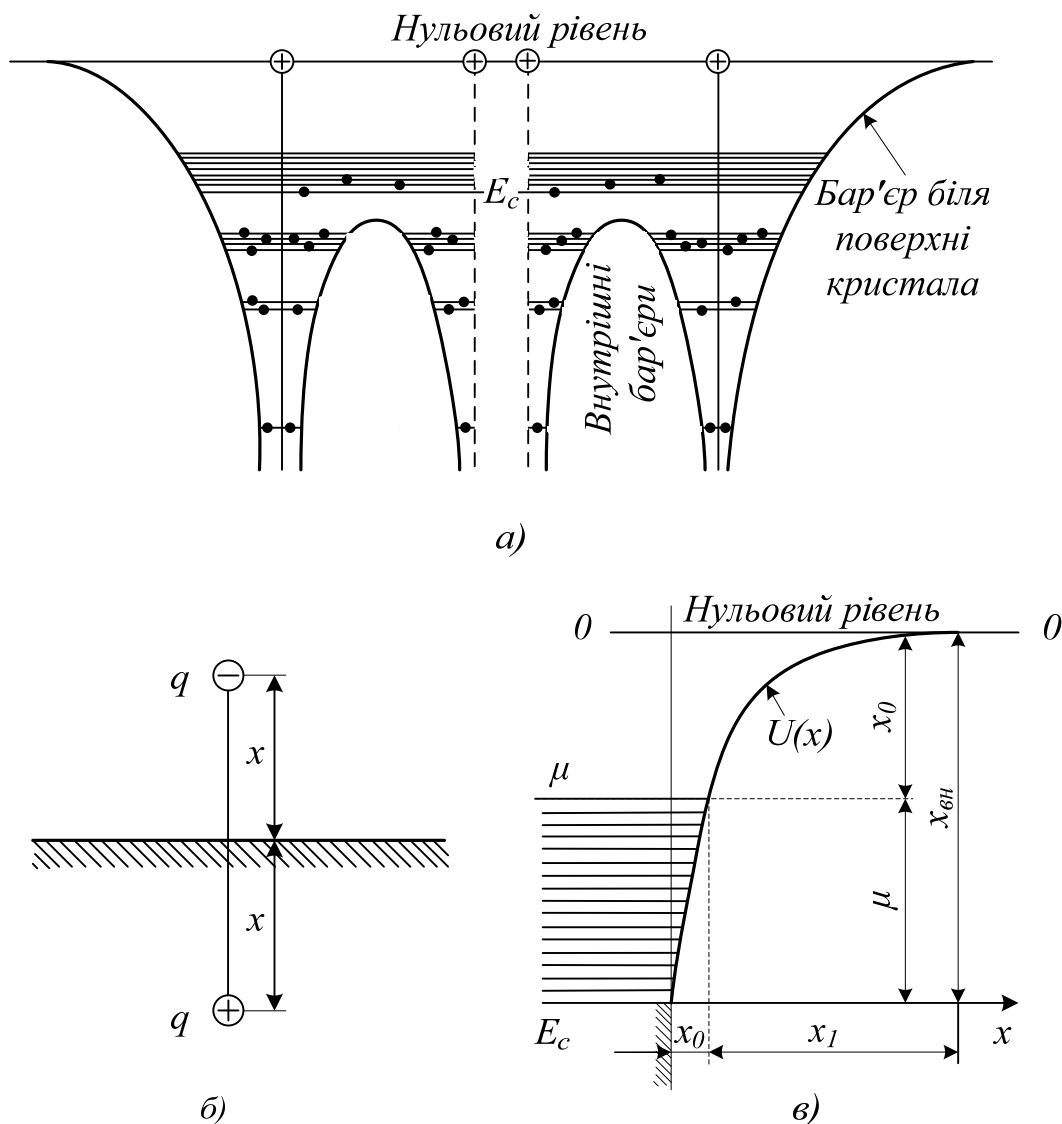 Нульовий рівень
E_c
Бар'єр біля
поверхні
кристала
Внутрішні
бар'єри
а)
q
x
x
q
б)
Нульовий рівень
0
0
U(x)
x_0
μ
x_вн
μ
E_c
x_0
x_1
x
в)